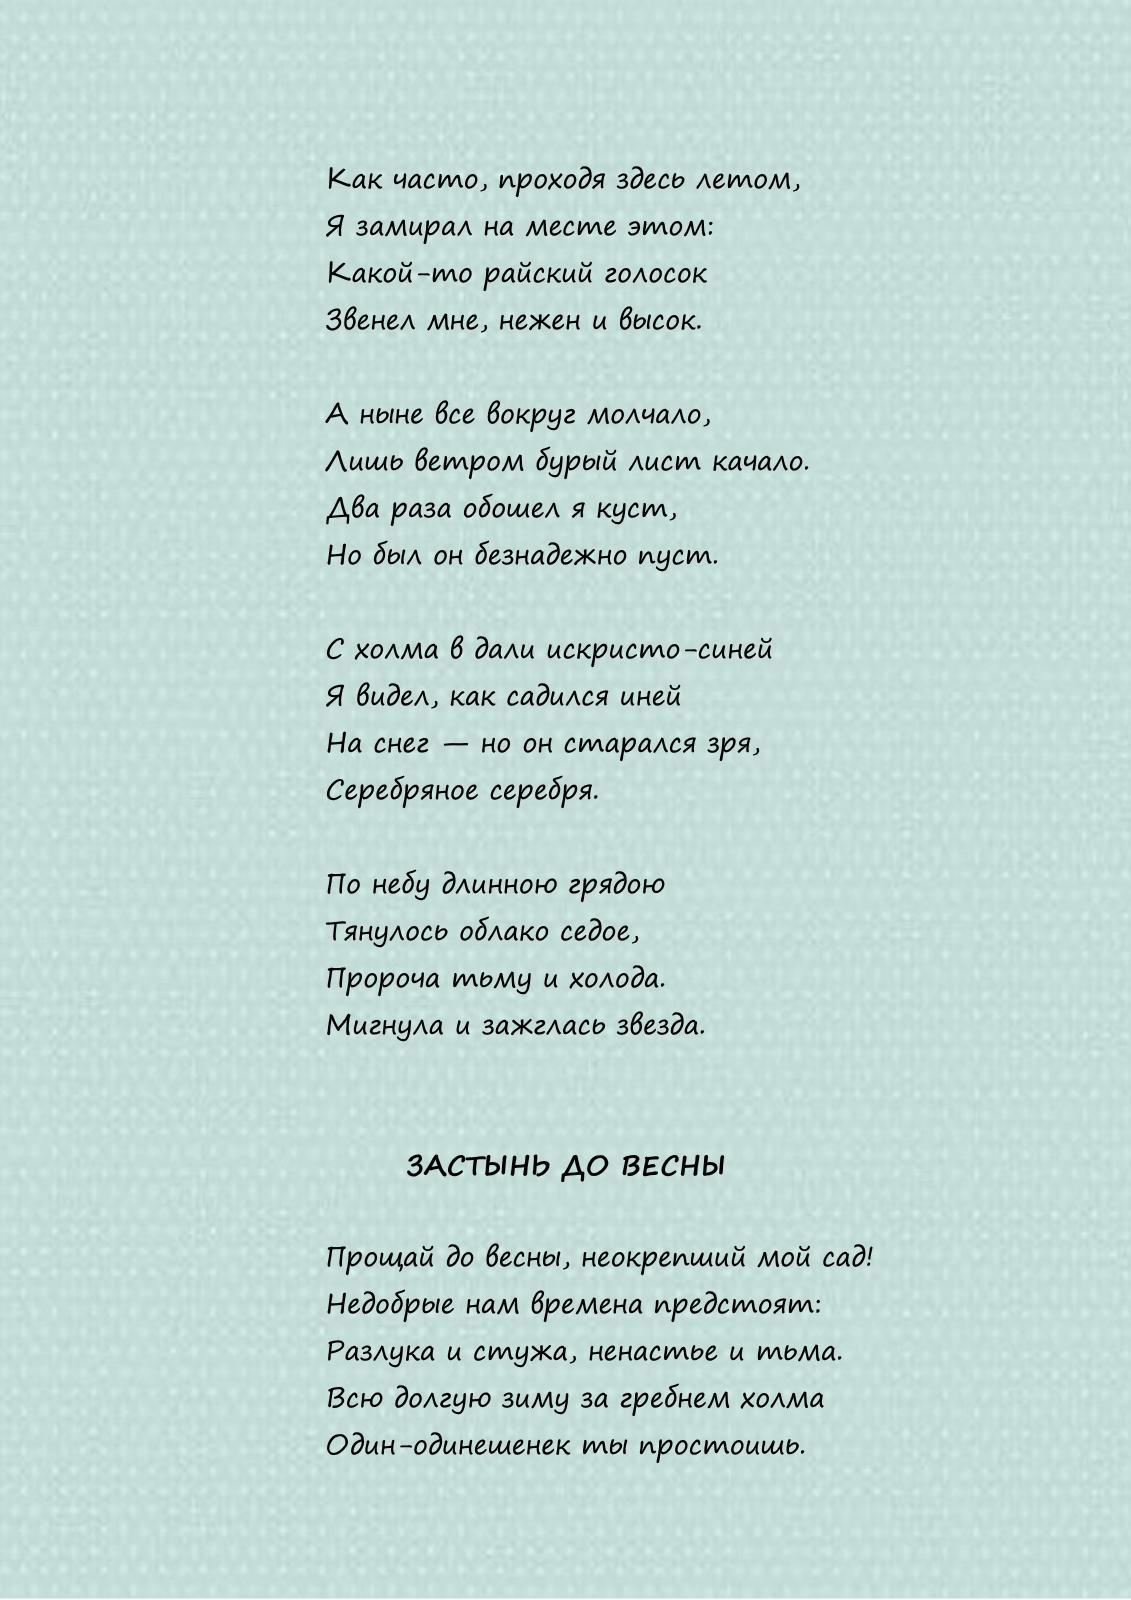 Как часто, проходя здесь летом,
Я замирал на месте этом:
Какой-то райский голосок
Звенел мне, нежен и высок.
А ныне все вокруг молчало,
Лишь ветром бурый лист качало.
Два раза обошел я куст,
Но был он безнадежно пуст.
С холма в дали искристо-синей
Я видел, как садился иней
На снег — но он старался зря,
Серебряное серебря.
По небу длинною грядою
Тянулось облако седое,
Пророча тьму и холода.
Мигнула и зажглась звезда.
ЗАСТЫНЬ ДО ВЕСНЫ
Прощай до весны, неокрепший мой сад!
Недобрые нам времена предстоят:
Разлука и стужа, ненастье и тьма.
Всю долгую зиму за гребнем холма
Один-одинешенек ты простоишь.